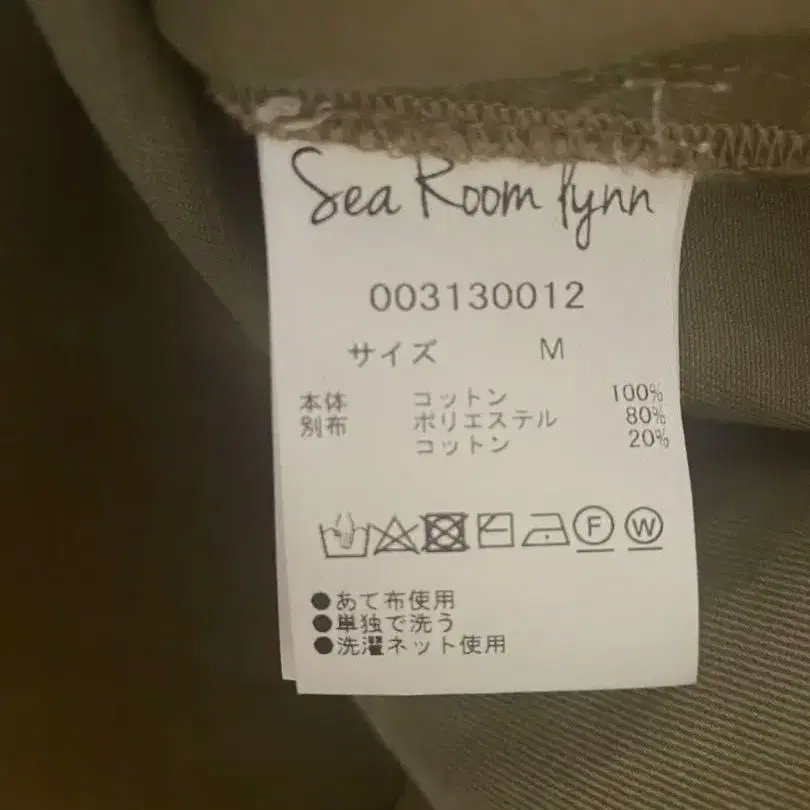 Sea Room lynn
003130012
サイズ M
本体 コットン 100%
別布 ポリエステル 80%
コットン 20%
F W
●あて布使用
●単独で洗う
●洗濯ネット使用